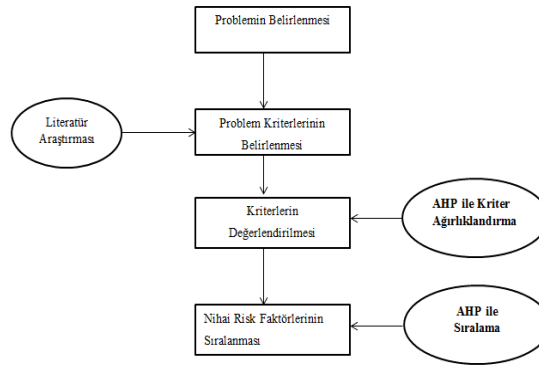 Problemin Belirlenmesi
Literatür
Araştırması
Problem Kriterlerinin
Belirlenmesi
Kriterlerin
Değerlendirilmesi
AHP ile Kriter
Ağırlıklandırma
Nihai Risk Faktörlerinin
Sıralanması
AHP ile
Sıralama